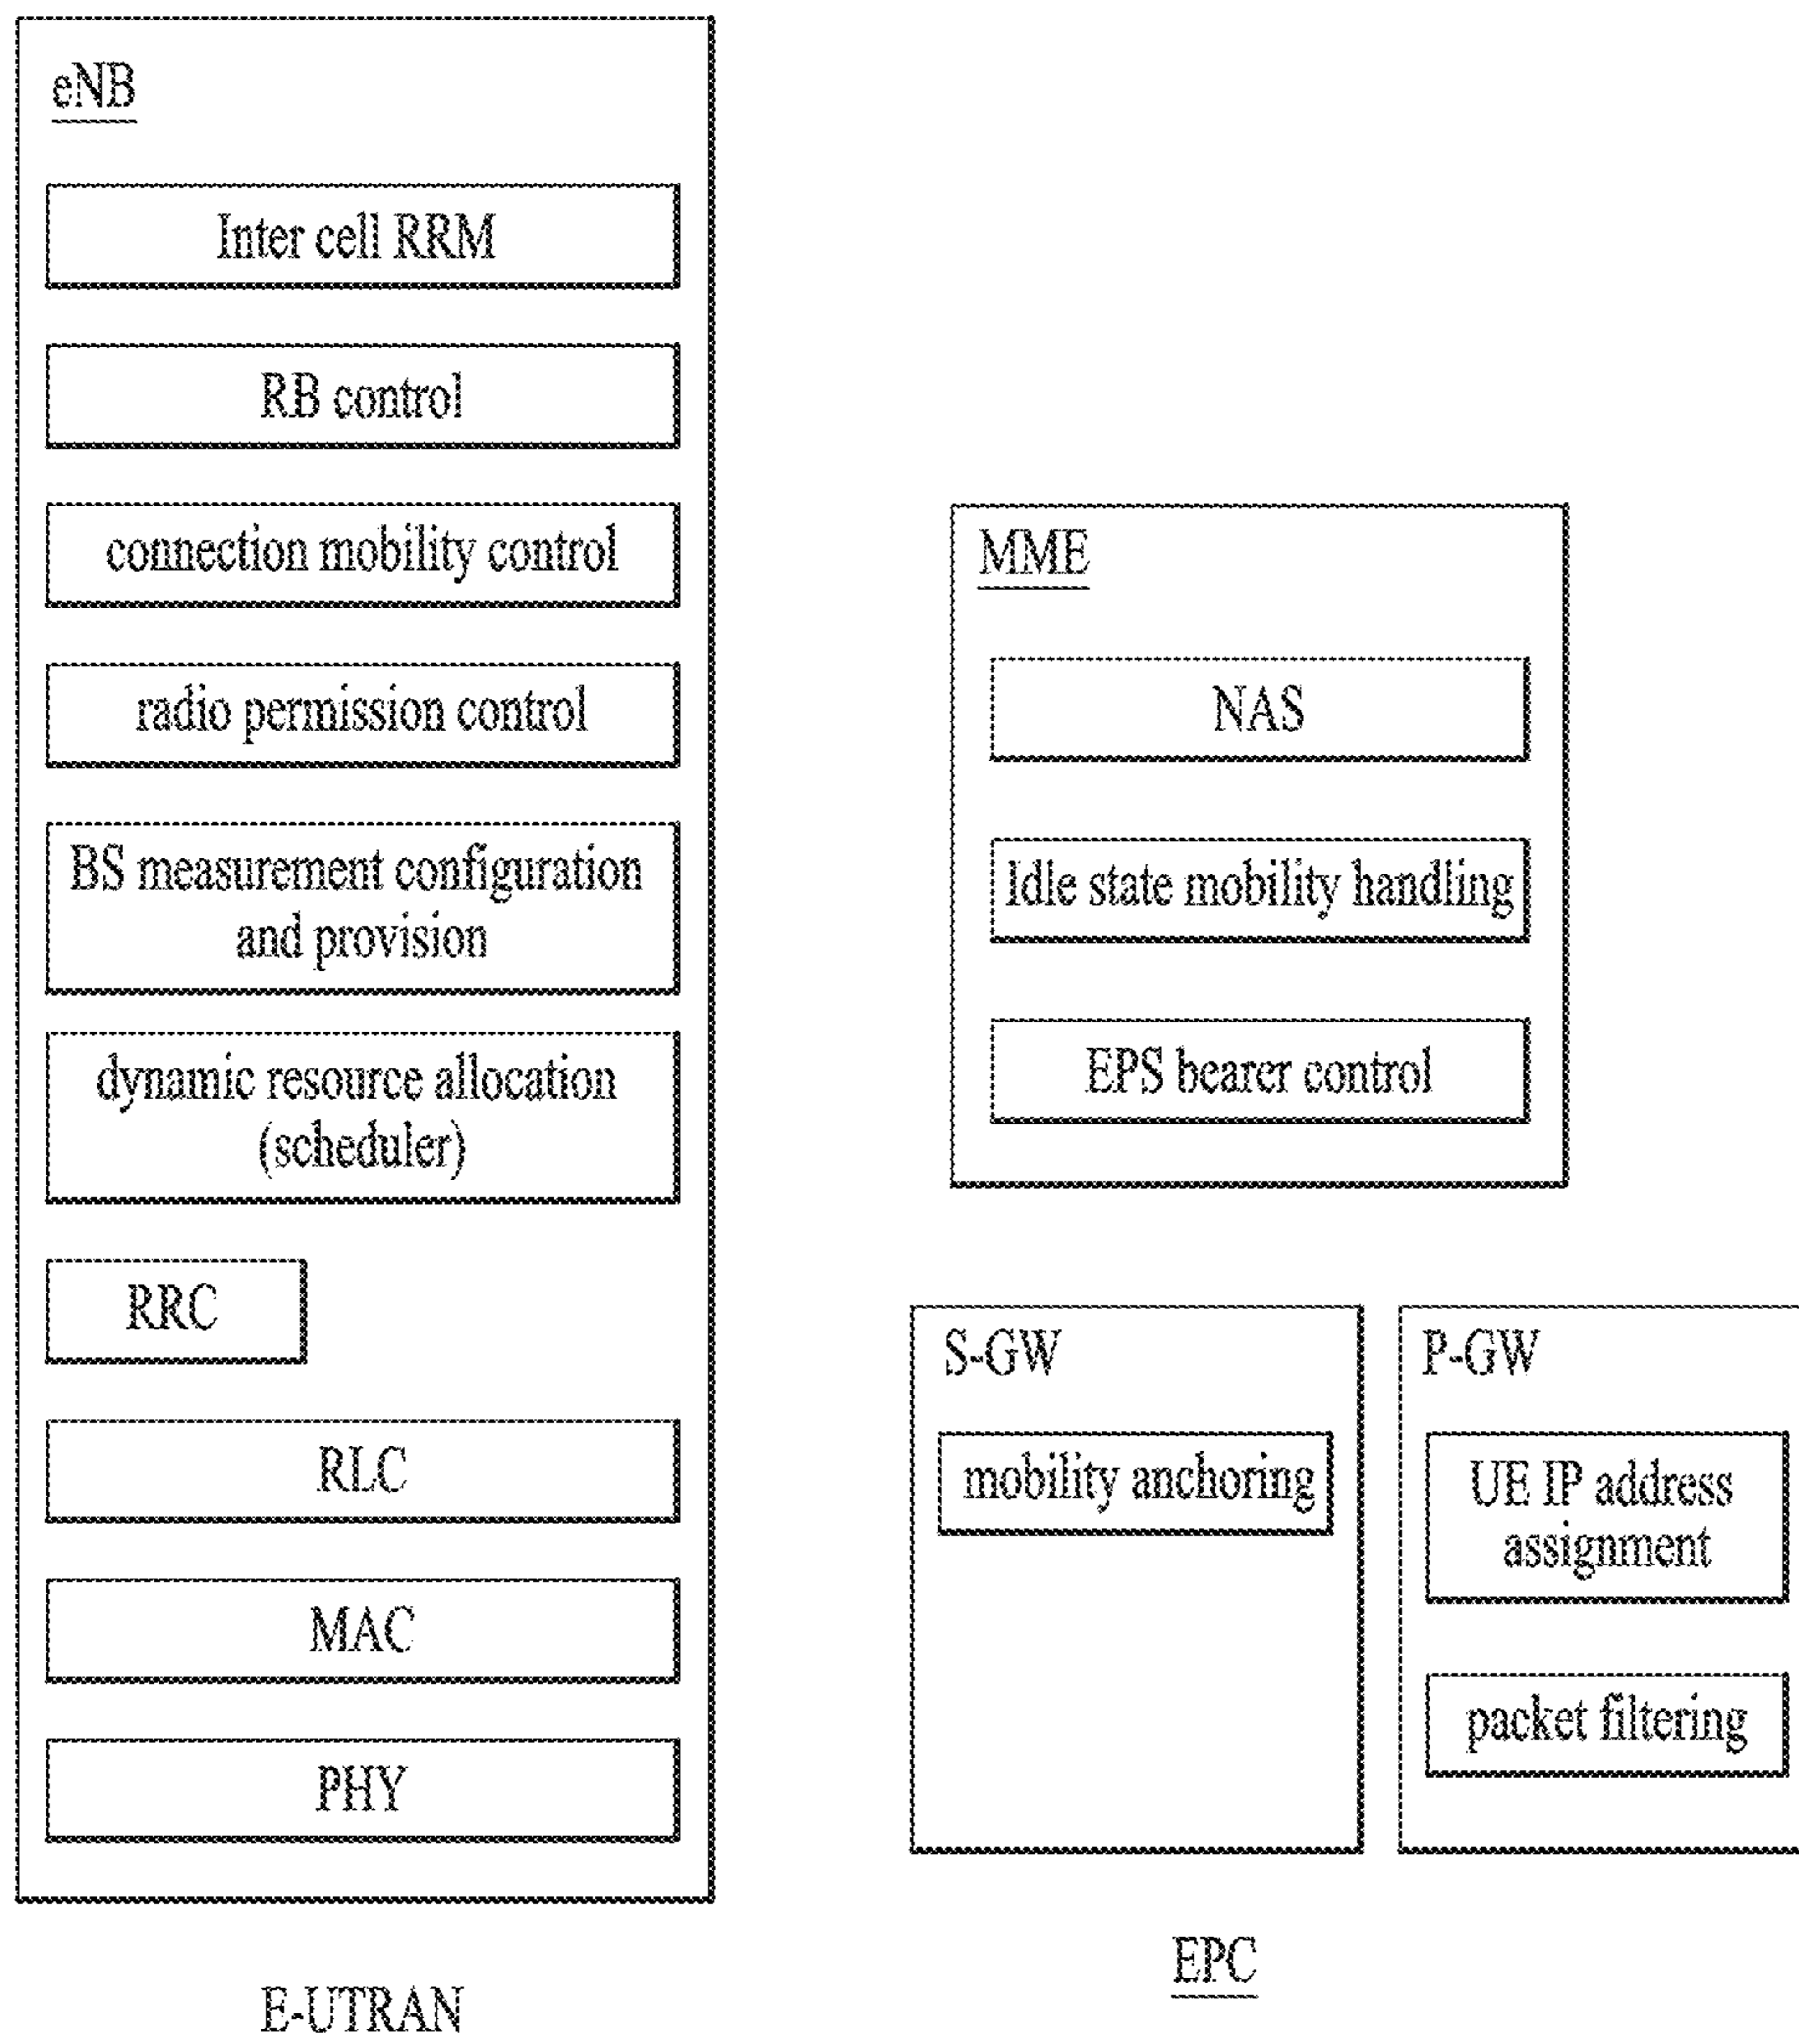 eNB
Inter cell RRM
RB control
connection mobility control
radio permission control
BS measurement configuration
and provision
dynamic resource allocation
(scheduler)
RRC
RLC
MAC
PHY
E-UTRAN
MME
NAS
Idle state mobility handling
EPS bearer control
S-GW
mobility anchoring
P-GW
UE IP address
assignment
packet filtering
EPC